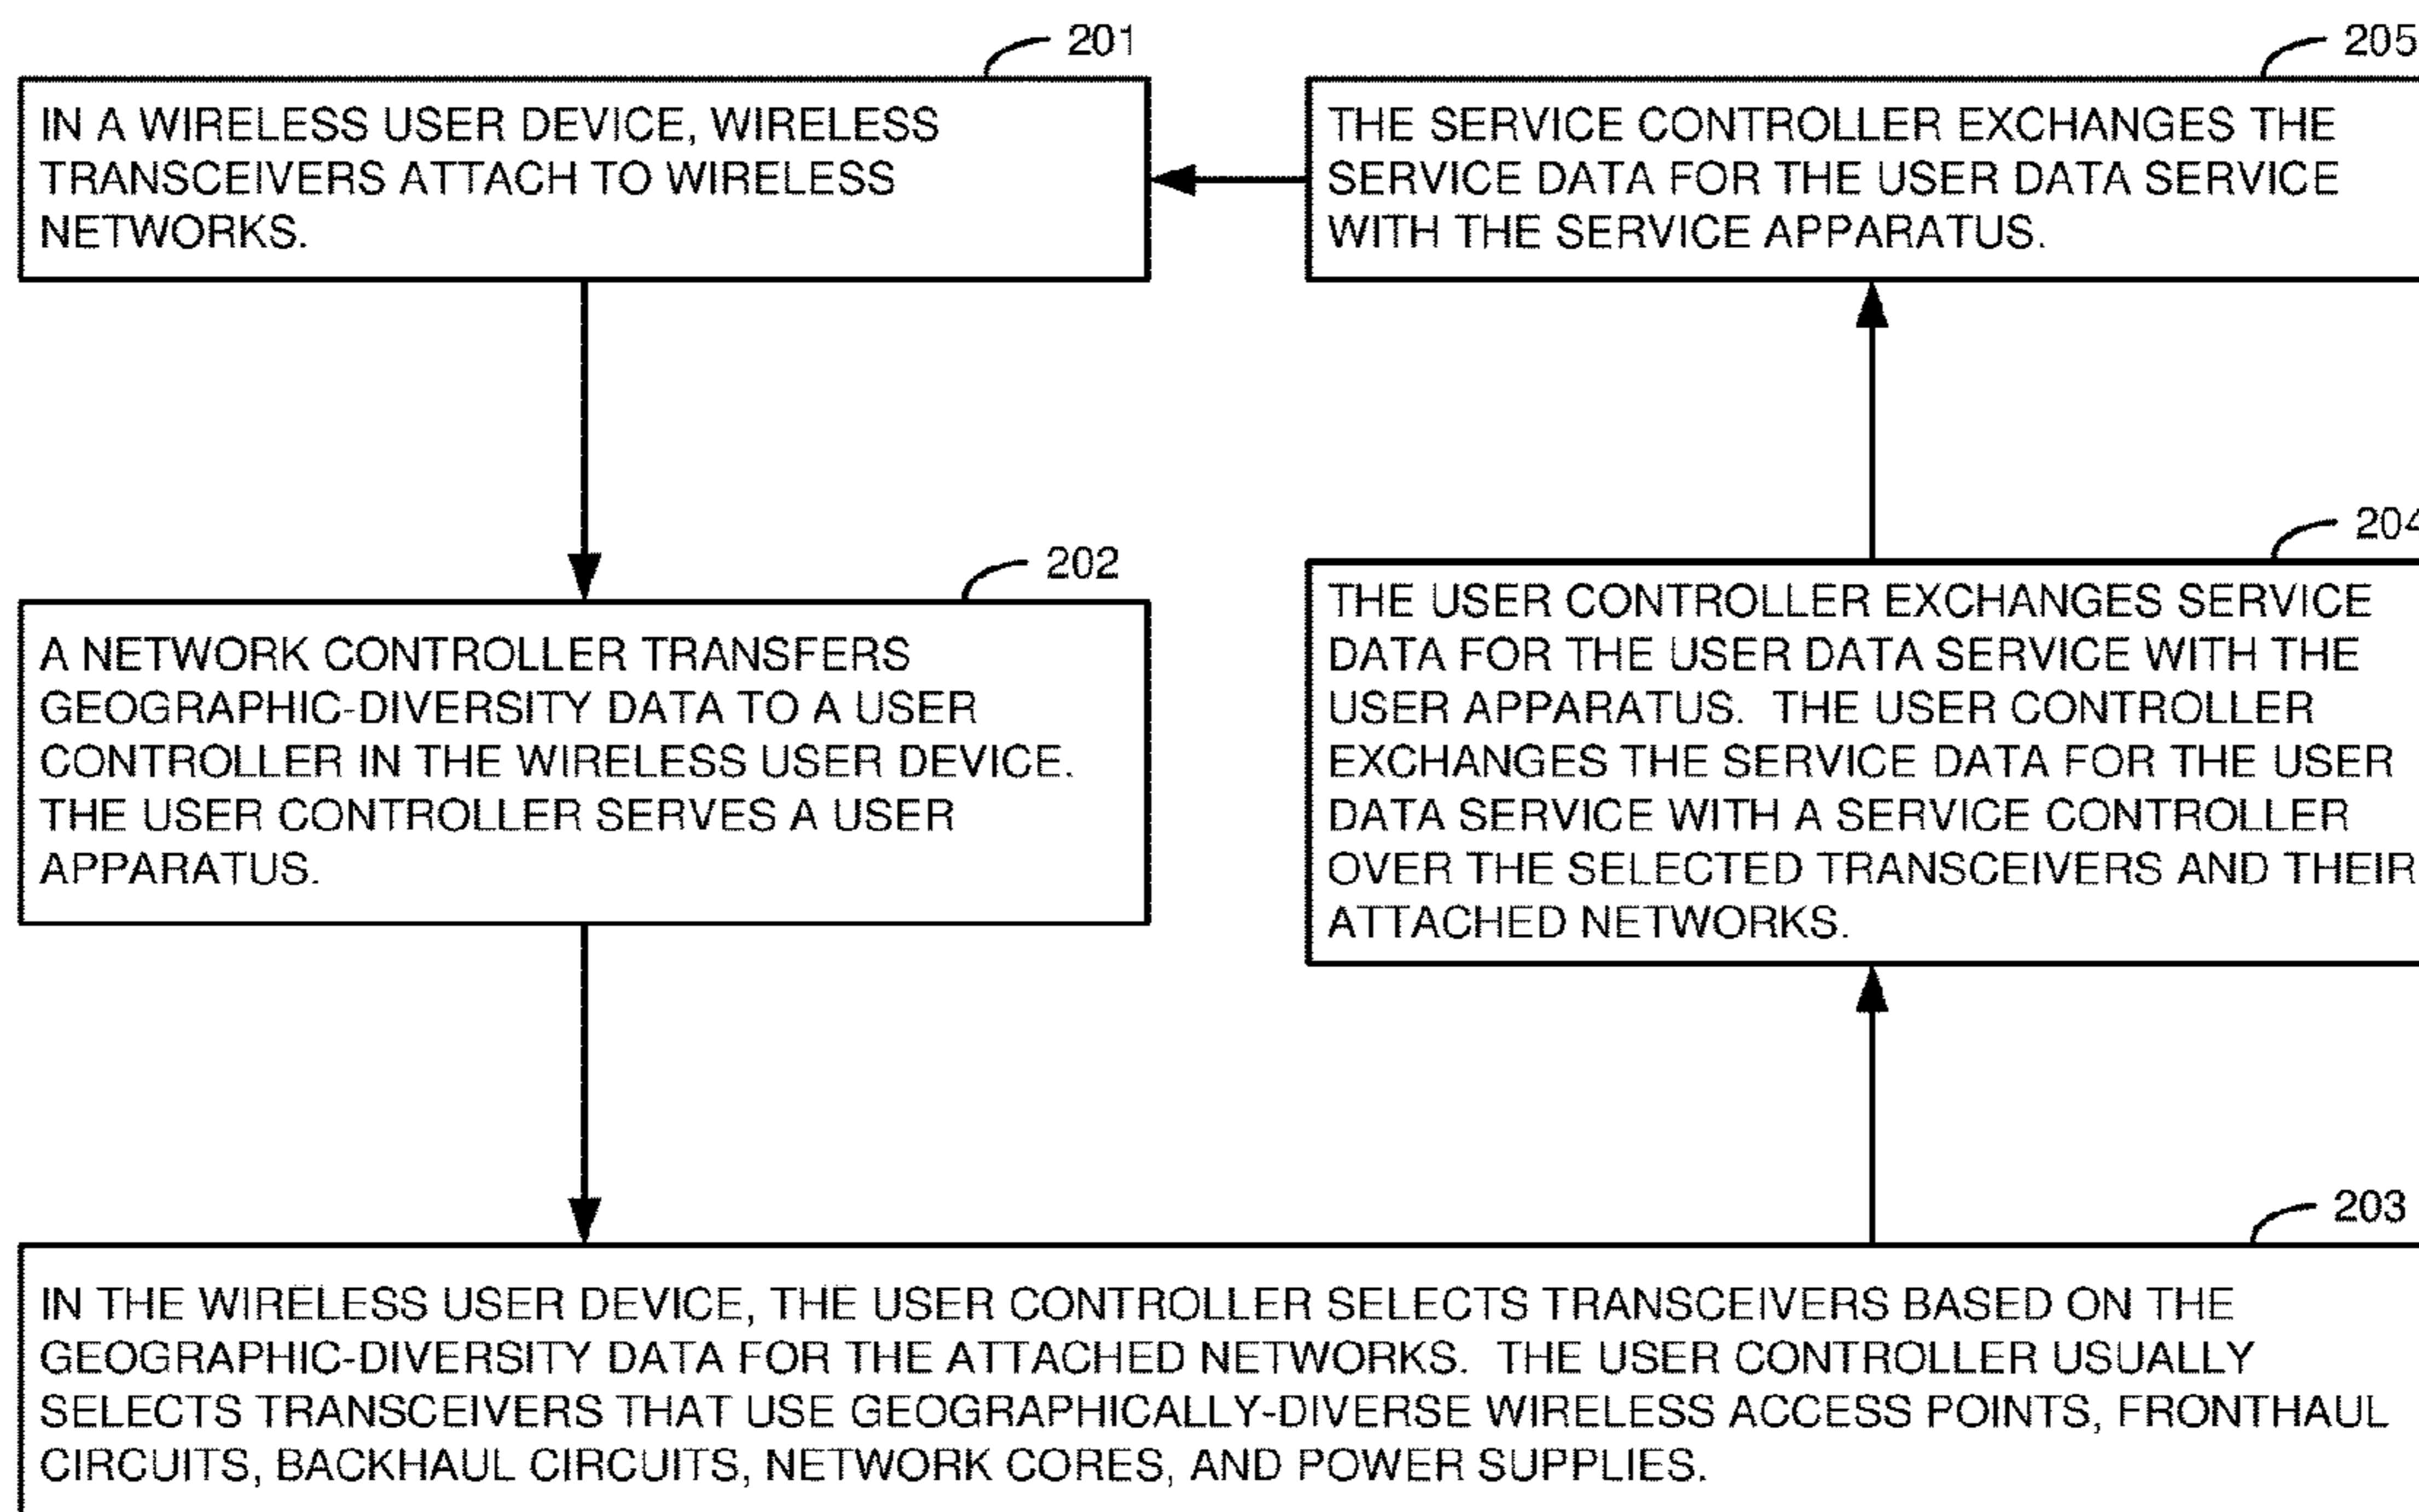 201
IN A WIRELESS USER DEVICE, WIRELESS
TRANSCEIVERS ATTACH TO WIRELESS
NETWORKS.
202
A NETWORK CONTROLLER TRANSFERS
GEOGRAPHIC-DIVERSITY DATA TO A USER
CONTROLLER IN THE WIRELESS USER DEVICE.
THE USER CONTROLLER SERVES A USER
APPARATUS.
203
IN THE WIRELESS USER DEVICE, THE USER CONTROLLER SELECTS TRANSCEIVERS BASED ON THE
GEOGRAPHIC-DIVERSITY DATA FOR THE ATTACHED NETWORKS.  THE USER CONTROLLER USUALLY
SELECTS TRANSCEIVERS THAT USE GEOGRAPHICALLY-DIVERSE WIRELESS ACCESS POINTS, FRONTHAUL
CIRCUITS, BACKHAUL CIRCUITS, NETWORK CORES, AND POWER SUPPLIES.
204
THE USER CONTROLLER EXCHANGES SERVICE
DATA FOR THE USER DATA SERVICE WITH THE
USER APPARATUS.  THE USER CONTROLLER
EXCHANGES THE SERVICE DATA FOR THE USER
DATA SERVICE WITH A SERVICE CONTROLLER
OVER THE SELECTED TRANSCEIVERS AND THEIR
ATTACHED NETWORKS.
205
THE SERVICE CONTROLLER EXCHANGES THE
SERVICE DATA FOR THE USER DATA SERVICE
WITH THE SERVICE APPARATUS.